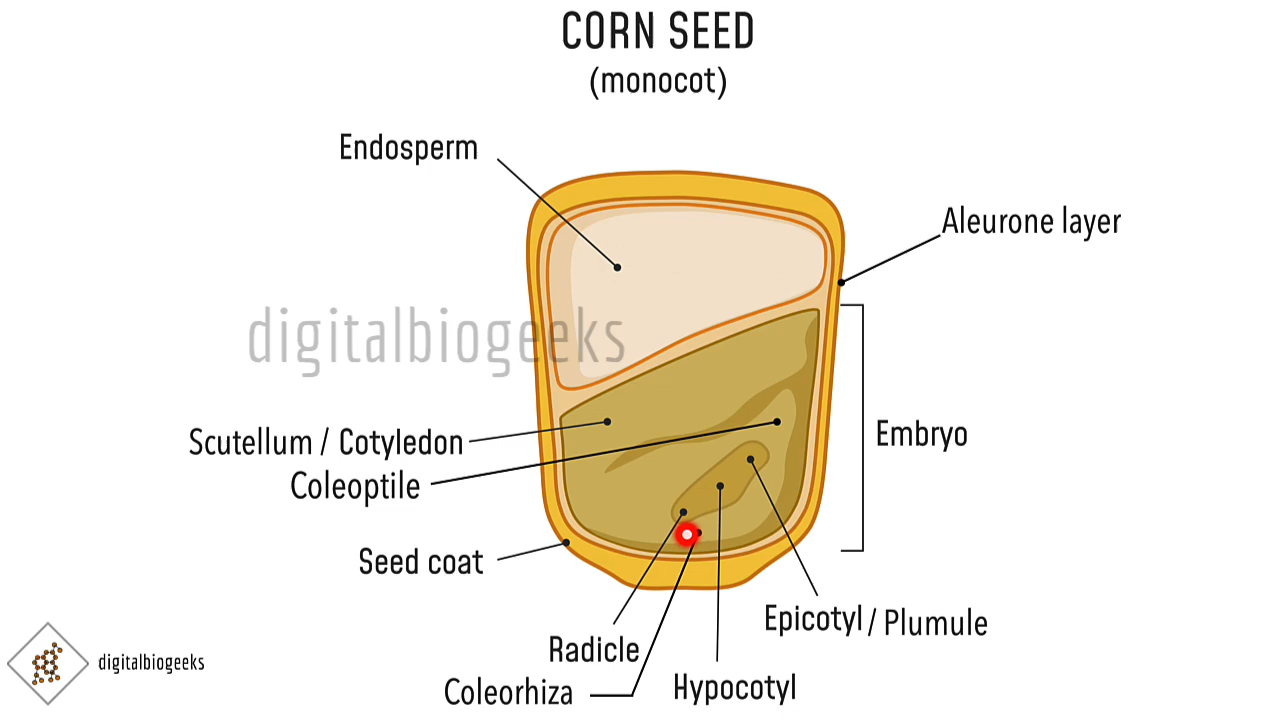 CORN SEED
(monocot)
Endosperm
Aleurone layer
digitalbiogeeks
Scutellum / Cotyledon
Embryo
Coleoptile
Seed coat
Epicotyl / Plumule
Radicle
Hypocotyl
Coleorhiza
digitalbiogeeks